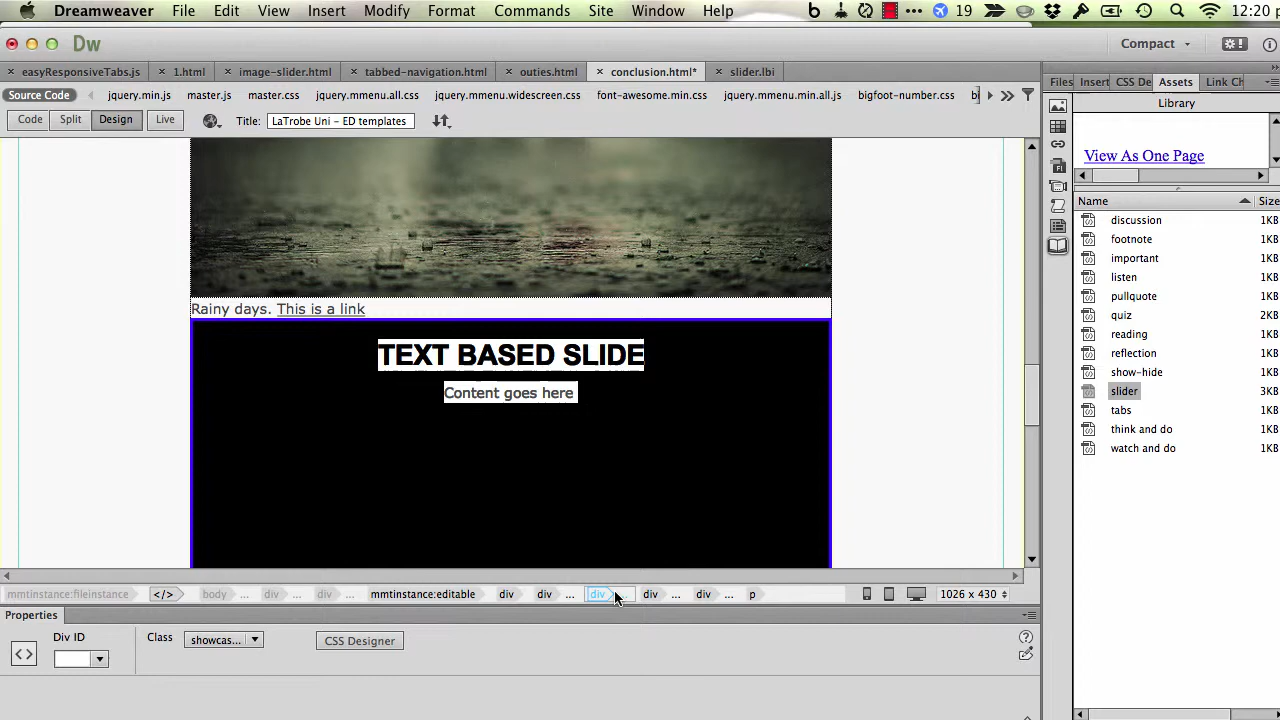 Dreamweaver File Edit View Insert Modify Format Commands Site Window Help 19 12:20 p
Dw Compact
easyResponsiveTabs.js 1.html image-slider.html tabbed-navigation.html outies.html conclusion.html* slider.lbi
Files Insert CSS De Assets Link Ch
Source Code jquery.min.js master.js master.css jquery.mmenu.all.css jquery.mmenu.widescreen.css font-awesome.min.css jquery.mmenu.min.all.js bigfoot-number.css
Library
Code Split Design Live Title: LaTrobe Uni – ED templates
View As One Page
Name Size
discussion 1KB
footnote 1KB
important 1KB
listen 1KB
pullquote 1KB
quiz 2KB
reading 1KB
reflection 1KB
show-hide 1KB
slider 3KB
tabs 1KB
think and do 1KB
watch and do 1KB
Rainy days. This is a link
TEXT BASED SLIDE
Content goes here
mmtinstance:fileinstance </> body ... div ... div ... mmtinstance:editable div div ... div ... div ... div ... p 1026 x 430
Properties
Div ID Class showcas... CSS Designer